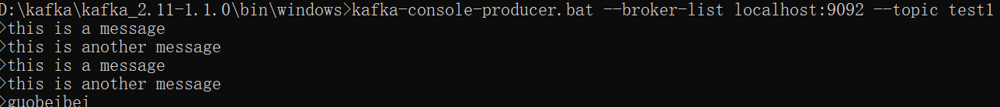 D:\kafka\kafka_2.11-1.1.0\bin\windows>kafka-console-producer.bat --broker-list localhost:9092 --topic test1
>this is a message
>this is another message
>this is a message
>this is another message
>guobeibei